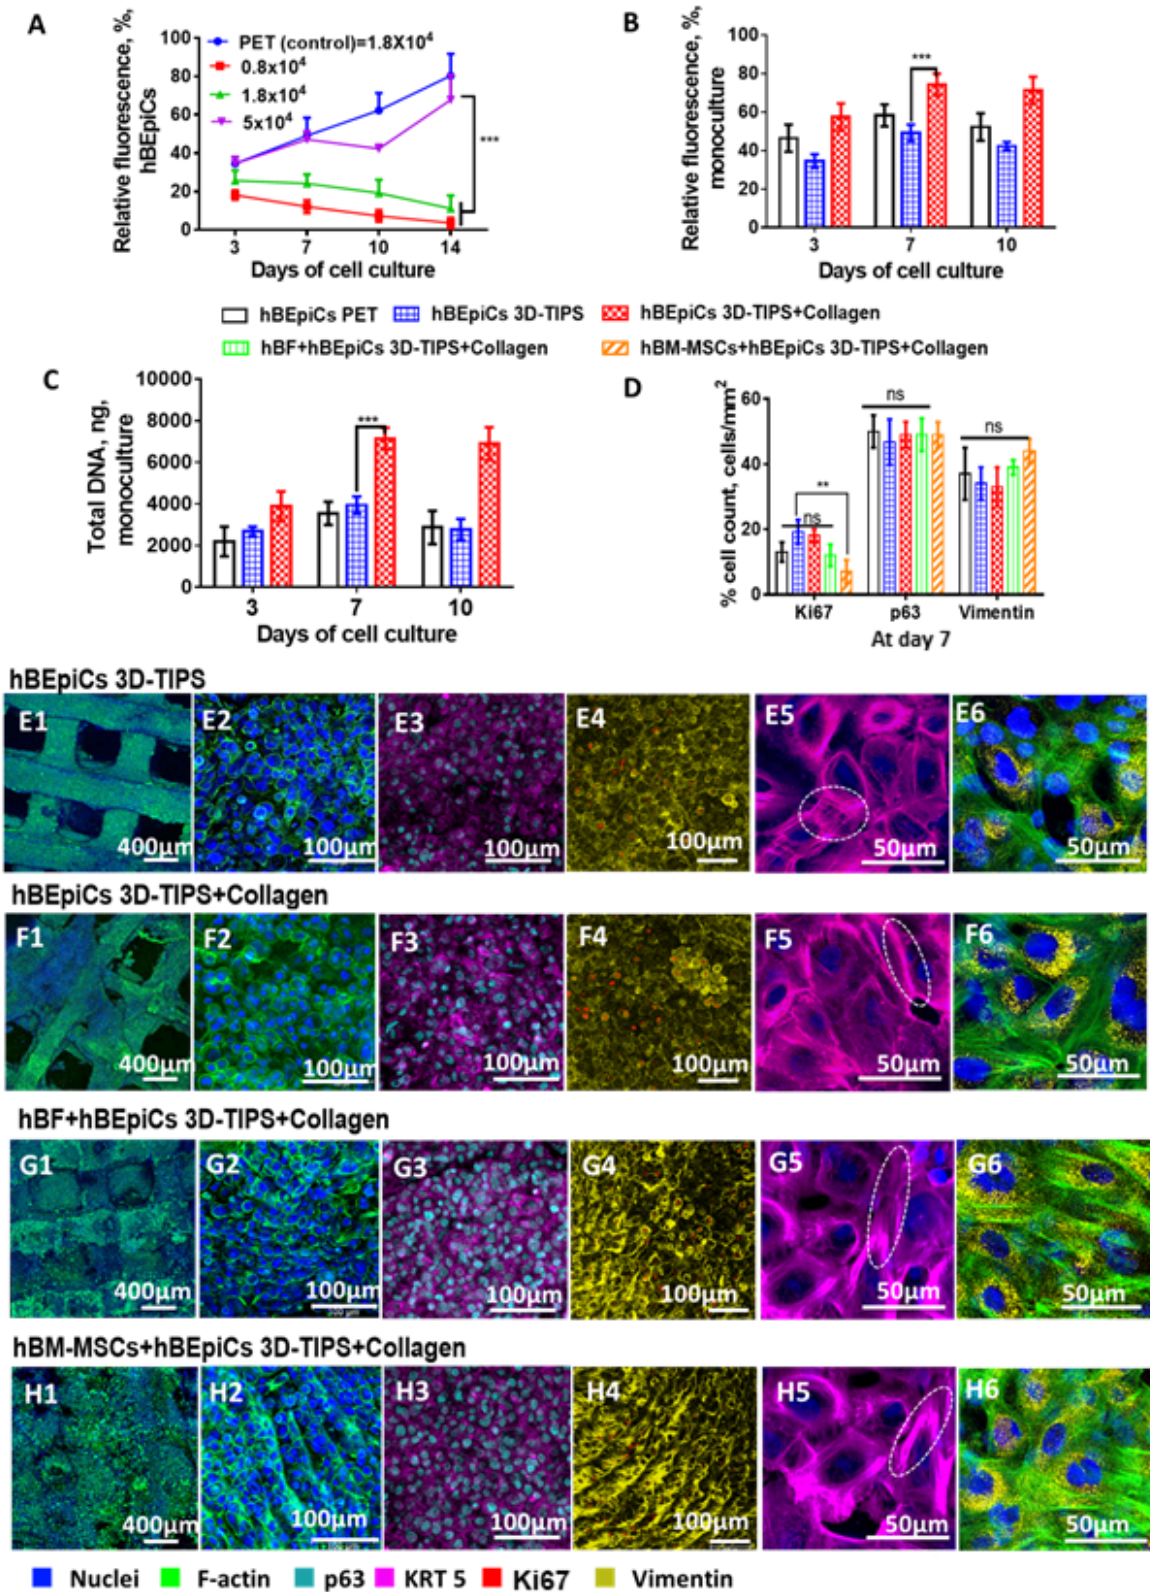 A
Relative fluorescence, %,
hBEpiCs
100
80
60
40
20
0
PET (control)=1.8X10⁴
0.8x10⁴
1.8x10⁴
5x10⁴
***
3 7 10 14
Days of cell culture
B
Relative fluorescence, %,
monoculture
100
80
60
40
20
0
***
3 7 10
Days of cell culture
hBEpiCs PET hBEpiCs 3D-TIPS hBEpiCs 3D-TIPS+Collagen
hBF+hBEpiCs 3D-TIPS+Collagen hBM-MSCs+hBEpiCs 3D-TIPS+Collagen
C
Total DNA, ng,
monoculture
10000
8000
6000
4000
2000
0
***
3 7 10
Days of cell culture
D
% cell count, cells/mm²
60
40
20
0
ns
ns
**
ns
Ki67 p63 Vimentin
At day 7
hBEpiCs 3D-TIPS
E1 E2 E3 E4 E5 E6
400μm 100μm 100μm 100μm 50μm 50μm
hBEpiCs 3D-TIPS+Collagen
F1 F2 F3 F4 F5 F6
400μm 100μm 100μm 100μm 50μm 50μm
hBF+hBEpiCs 3D-TIPS+Collagen
G1 G2 G3 G4 G5 G6
400μm 100μm 100μm 100μm 50μm 50μm
hBM-MSCs+hBEpiCs 3D-TIPS+Collagen
H1 H2 H3 H4 H5 H6
400μm 100μm 100μm 100μm 50μm 50μm
Nuclei F-actin p63 KRT 5 Ki67 Vimentin